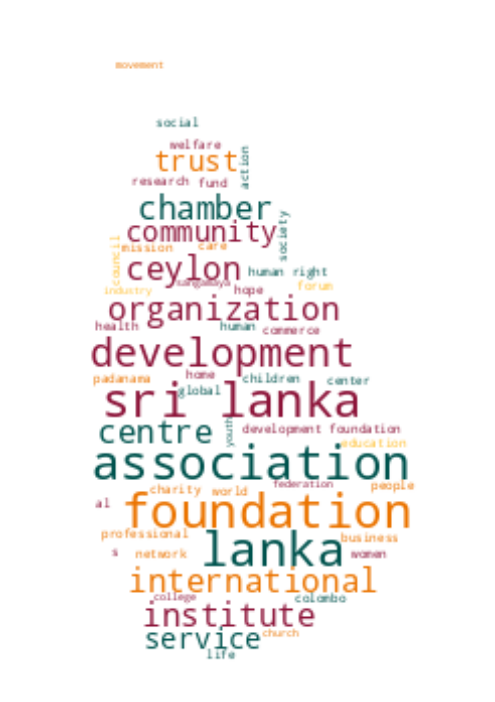 movement
social
welfare
trust
action
research fund
chamber
community
society
council
mission care
ceylon
human right
sangamaya
industry
hope
forum
organization
health
human
commerce
development
home
padanama
children
center
global
sri lanka
youth
centre
development foundation
education
association
federation
people
charity world
al
foundation
professional
lanka
business
s
network
women
international
college
colombo
institute
service
church
life